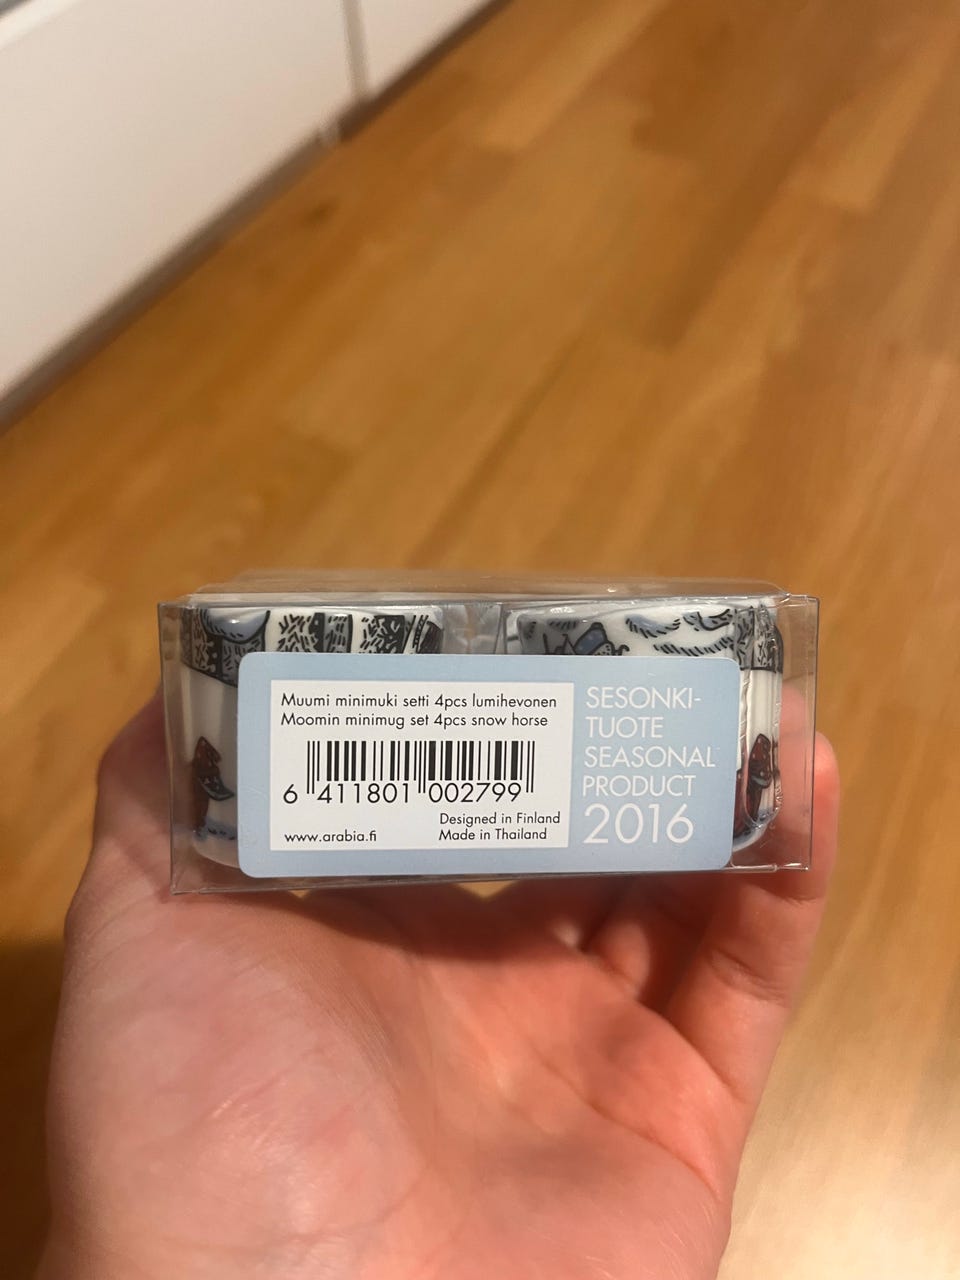 Muumi minimuki setti 4pcs lumihevonen
Moomin minimug set 4pcs snow horse
6 411801 002799
Designed in Finland
www.arabia.fi Made in Thailand
SESONKI-
TUOTE
SEASONAL
PRODUCT
2016